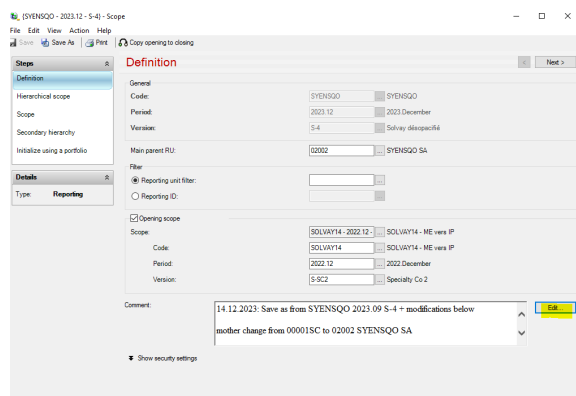 (SYENSQO - 2023.12 - S-4) - Scope
File Edit View Action Help
Save Save As Print Copy opening to closing
Steps
Definition
Hierarchical scope
Scope
Secondary hierarchy
Initialize using a portfolio
Details
Type: Reporting
Definition
Next >
General
Code: SYENSQO ... SYENSQO
Period: 2023.12 ... 2023.December
Version: S-4 ... Solvay désopacifié
Main parent RU: 02002 ... SYENSQO SA
Filter
Reporting unit filter: ...
Reporting ID: ...
Opening scope
Scope: SOLVAY14 - 2022.12 - ... SOLVAY14 - ME vers IP
Code: SOLVAY14 ... SOLVAY14 - ME vers IP
Period: 2022.12 ... 2022.December
Version: S-SC2 ... Specialty Co-2
Comment: 14.12.2023: Save as from SYENSQO 2023.09 S-4 + modifications below
mother change from 00001SC to 02002 SYENSQO SA
Edit ...
Show security settings